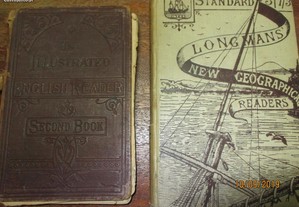 ILLUSTRATED
ENGLISH READER
SECOND BOOK
STANDARD
LONGMANS'
NEW
GEOGRAPHICAL
READERS